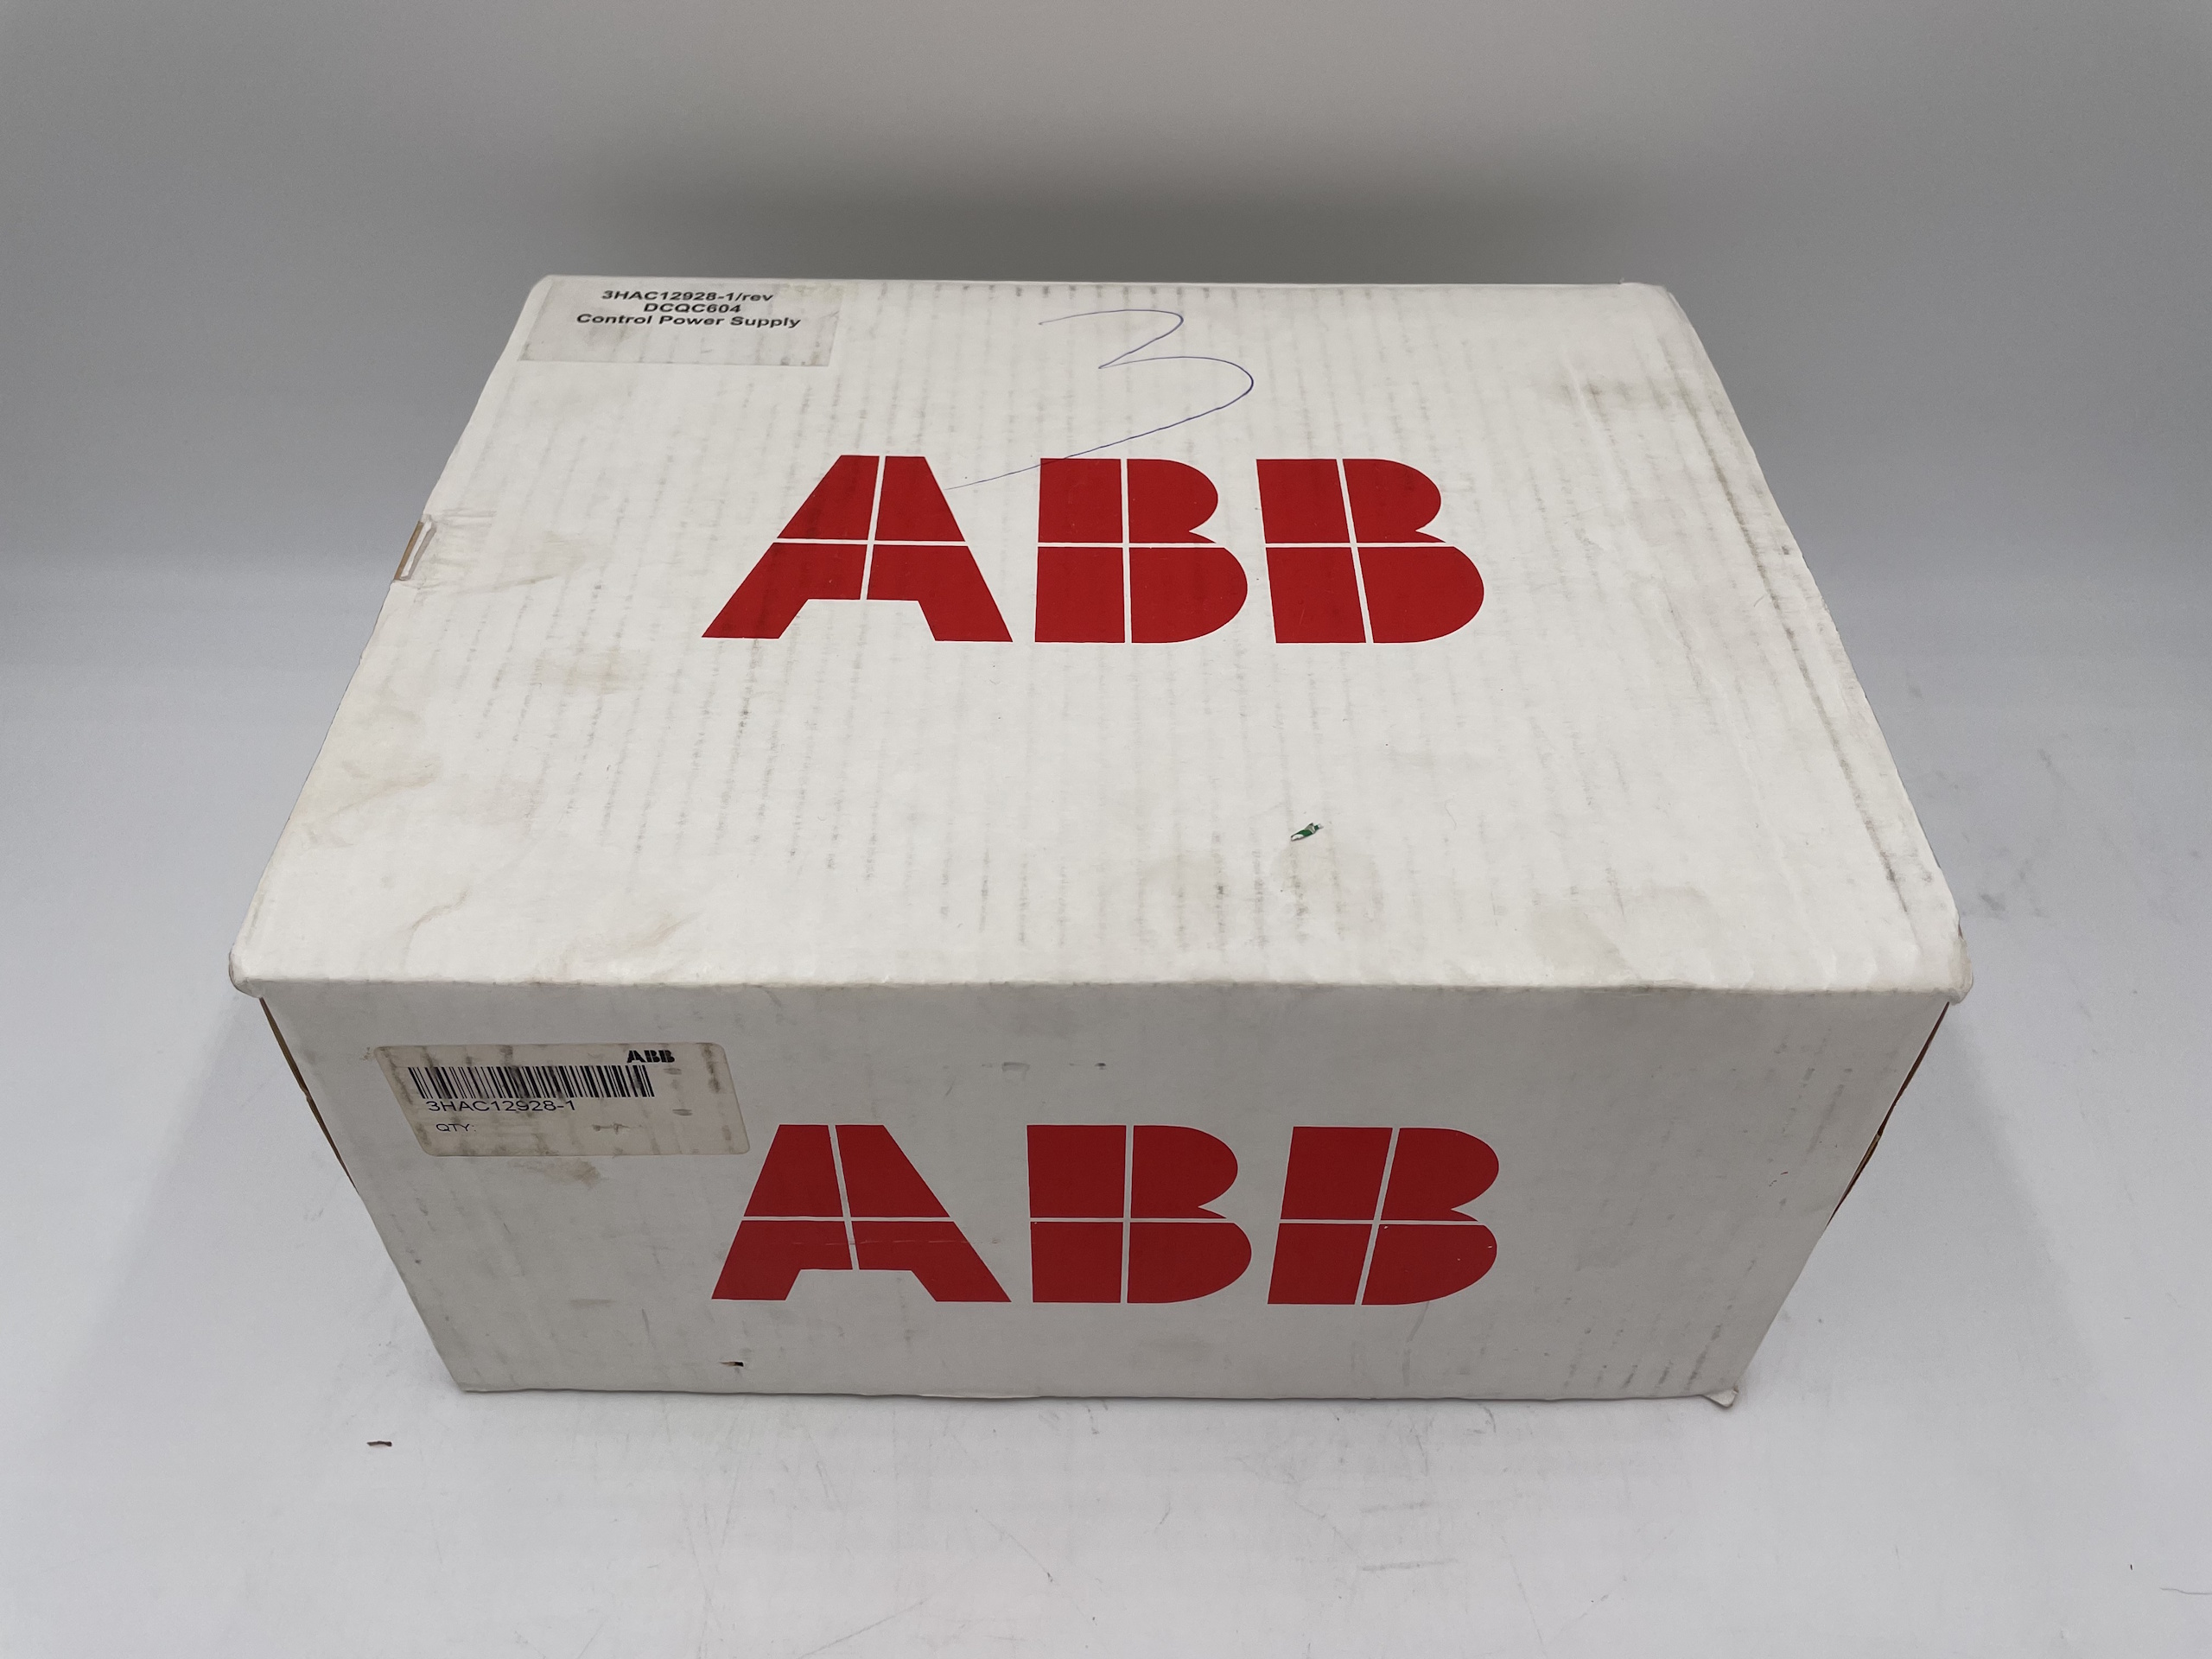 3HAC12928-1/rev
DCQC604
Control Power Supply
3
ABB
ABB
3HAC12928-1
QTY:
ABB